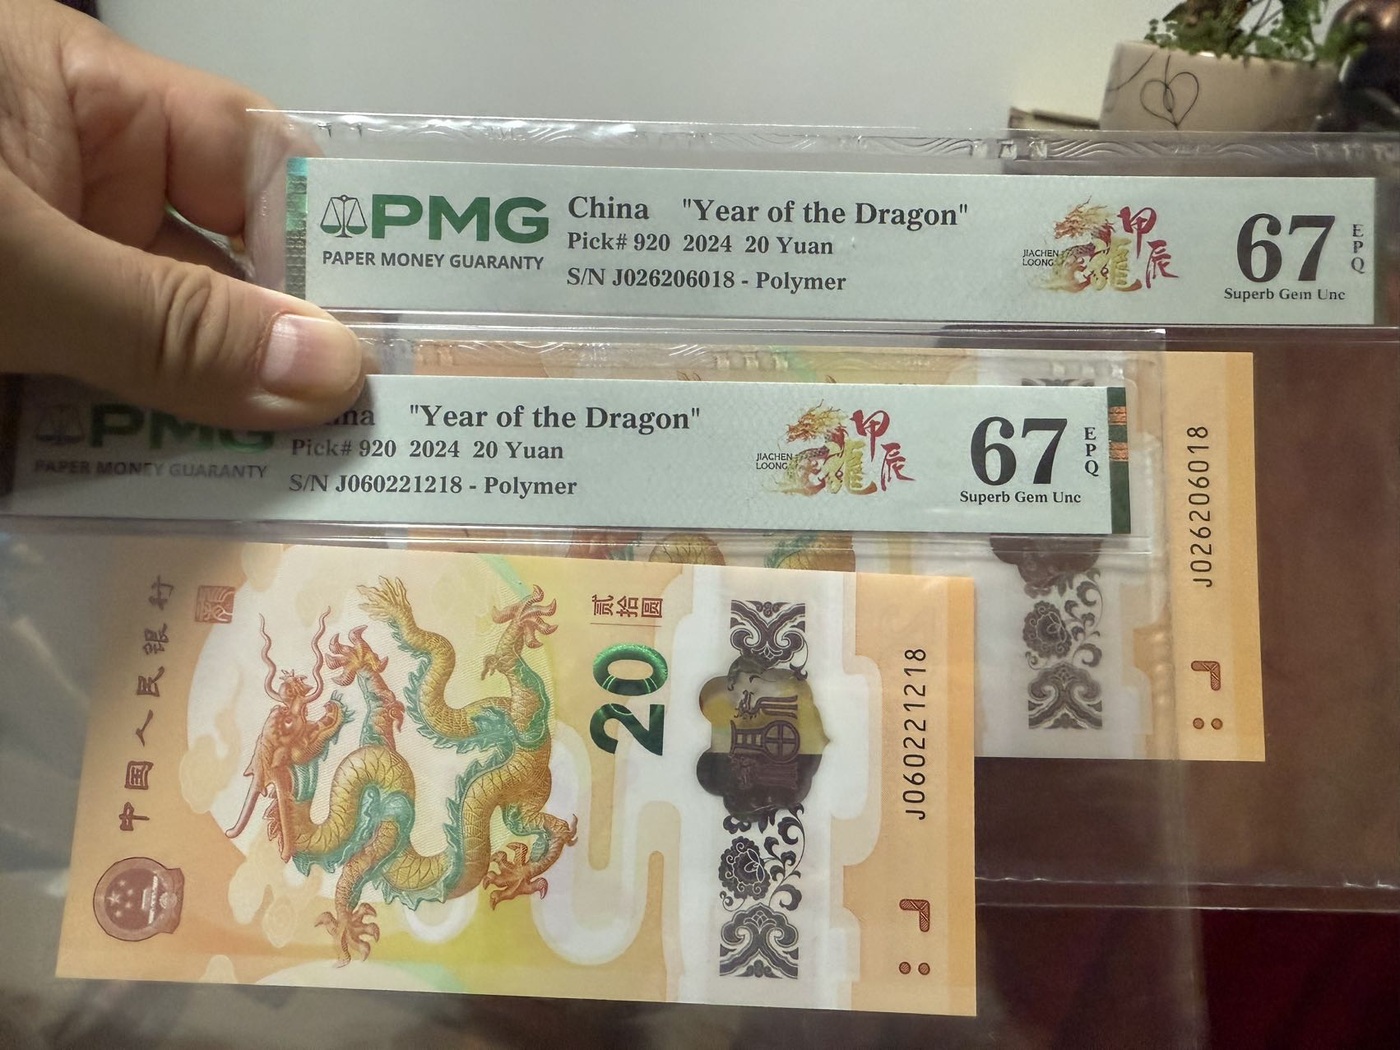 PMG
PAPER MONEY GUARANTY
China "Year of the Dragon"
Pick# 920 2024 20 Yuan
S/N J026206018 - Polymer
JIACHEN
LOONG
甲辰
龍
67
EPQ
Superb Gem Unc
PMG
PAPER MONEY GUARANTY
"Year of the Dragon"
Pick# 920 2024 20 Yuan
S/N J060221218 - Polymer
JIACHEN
LOONG
甲辰
龍
67
EPQ
Superb Gem Unc
J026206018
中国人民银行
贰拾圆
20
J060221218